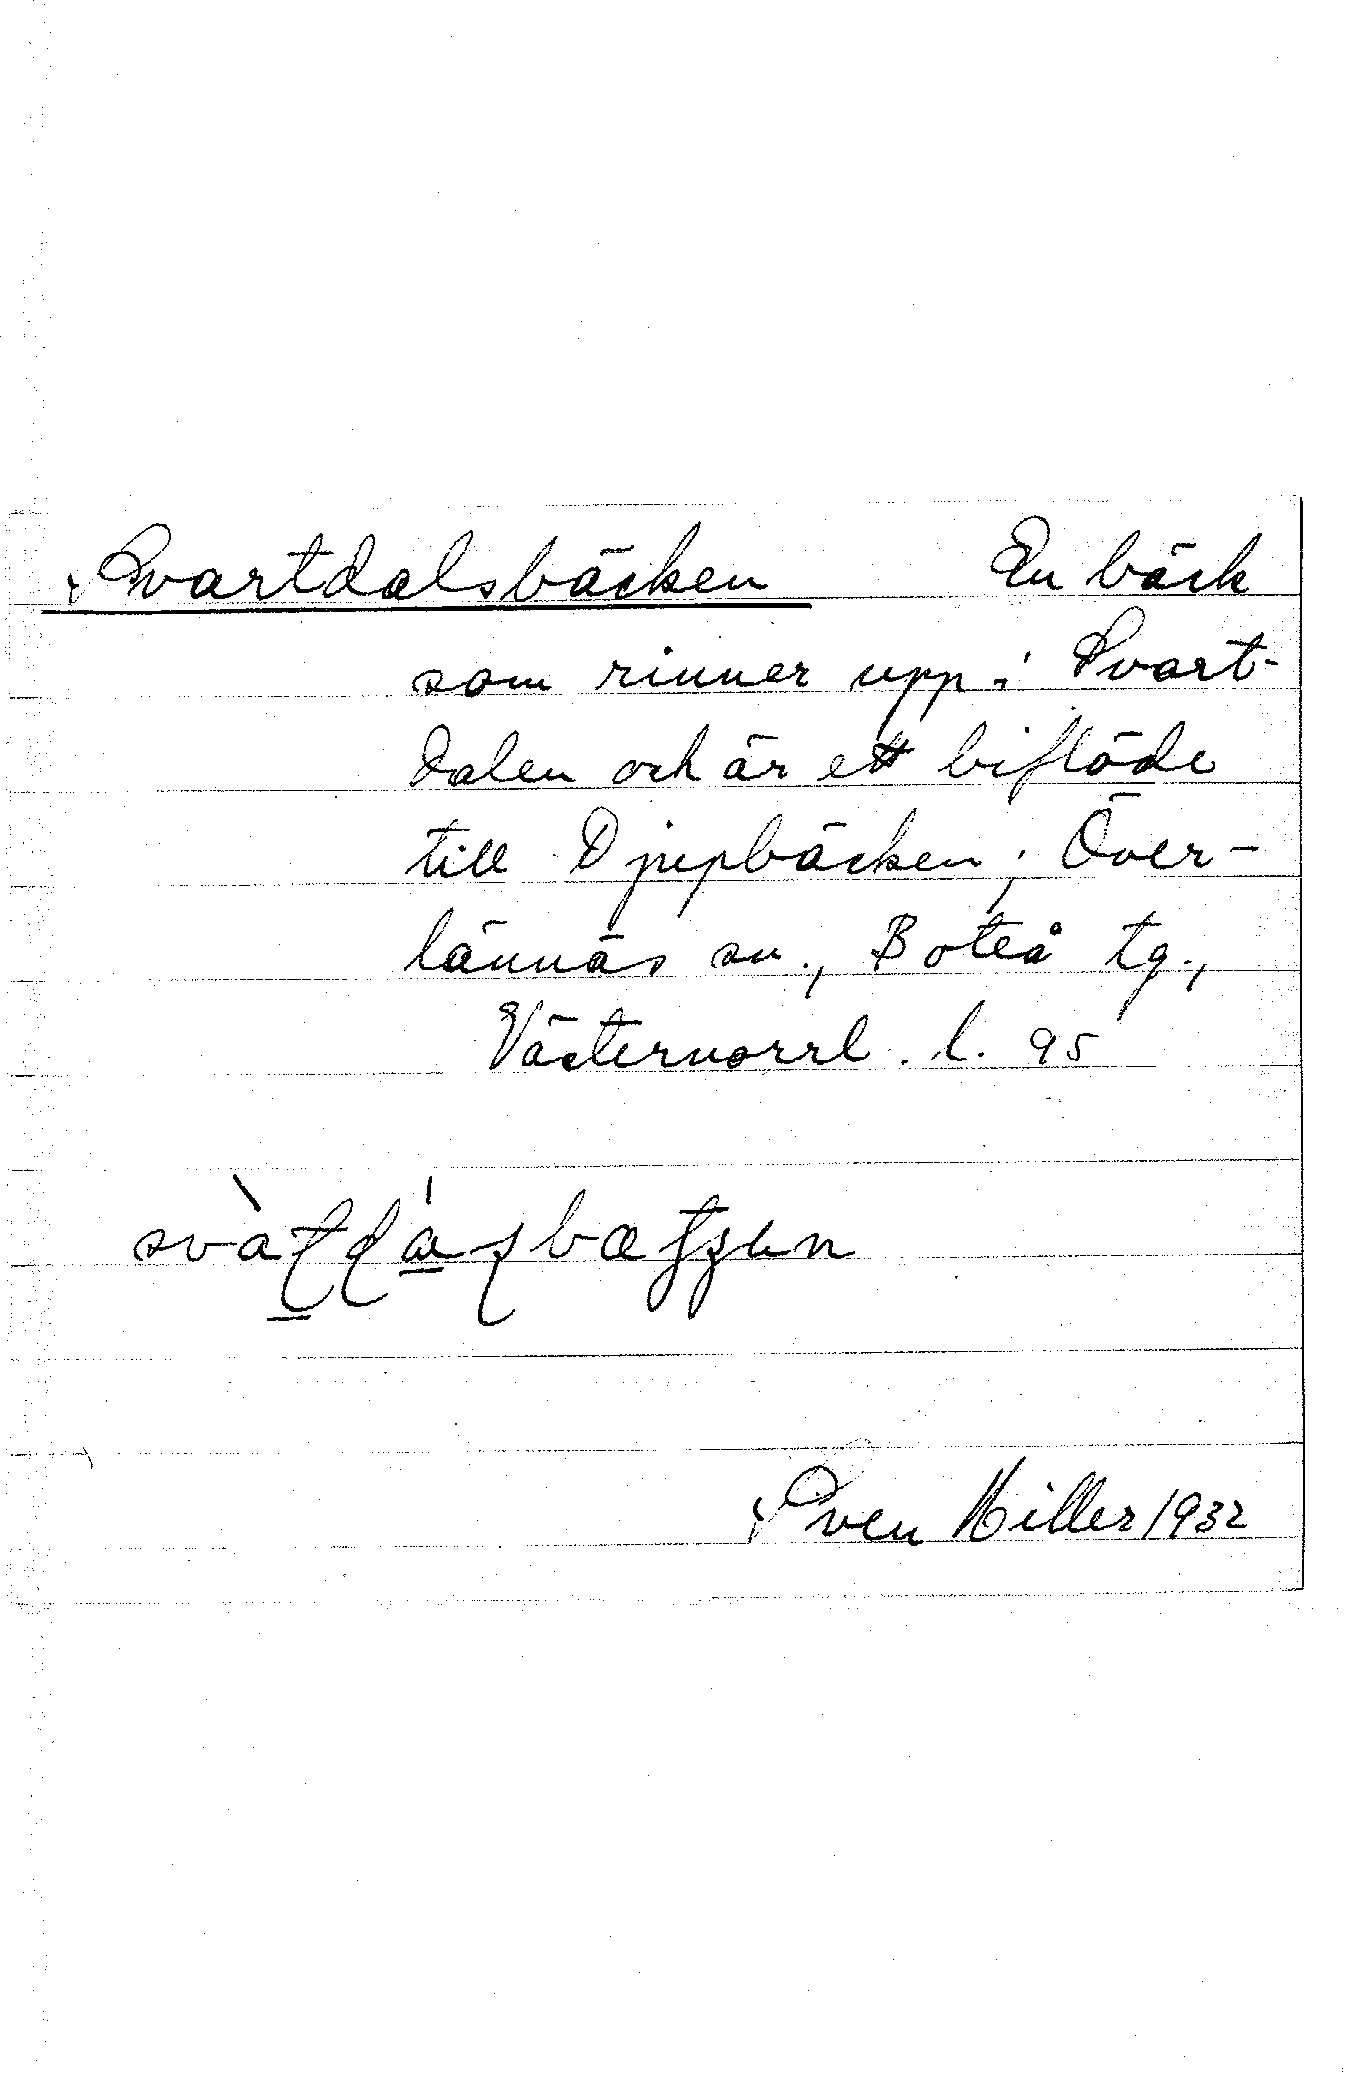 Svartdalsbäcken En bäck
som rinner upp i Svart-
dalen och är ett biflöde
till Djupbäcken i Över-
lännäs sn., Boteå tg.,
Västernorrl. l. 95
Sven Hiller 1932